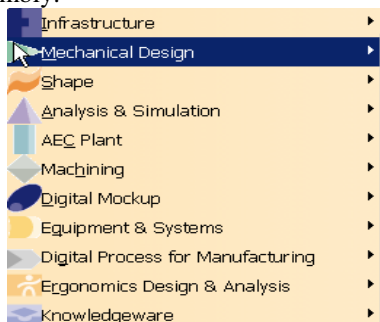 mbly.
Infrastructure
Mechanical Design
Shape
Analysis & Simulation
AEC Plant
Machining
Digital Mockup
Equipment & Systems
Digital Process for Manufacturing
Ergonomics Design & Analysis
Knowledgeware